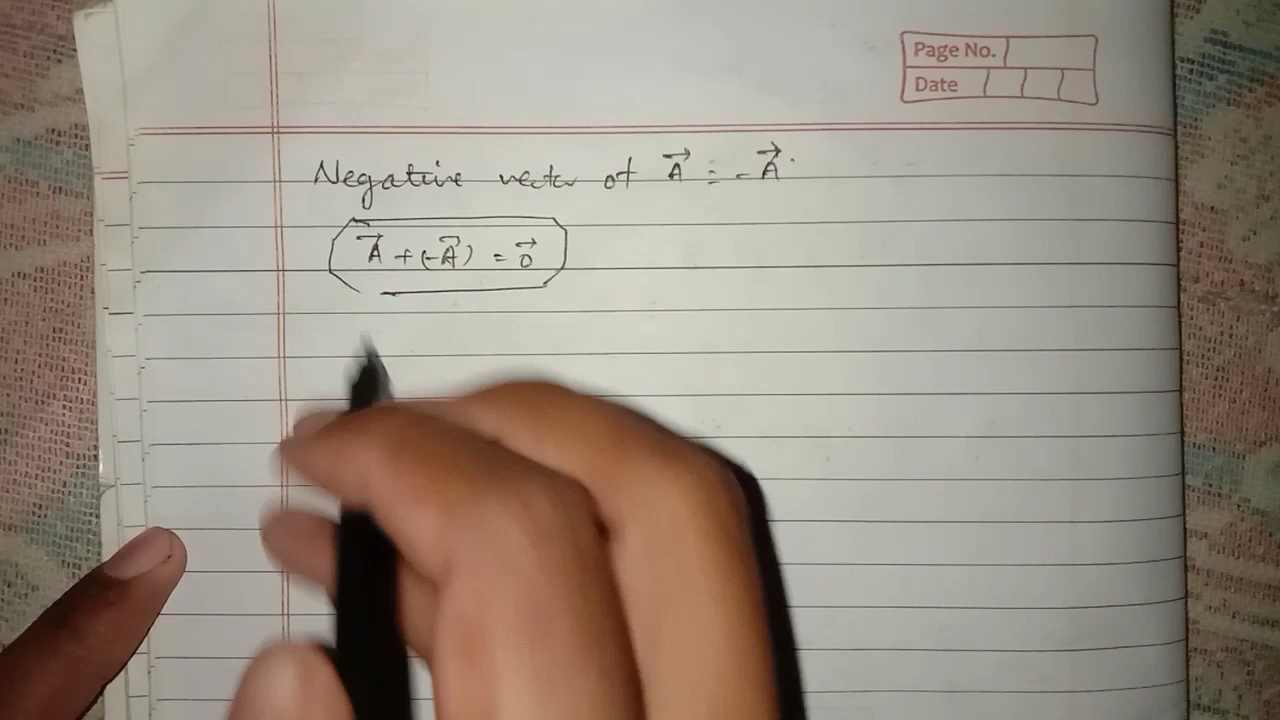 Page No.
Date
Negative vector of A⃗ = -A⃗.
A⃗ + (-A⃗) = 0⃗